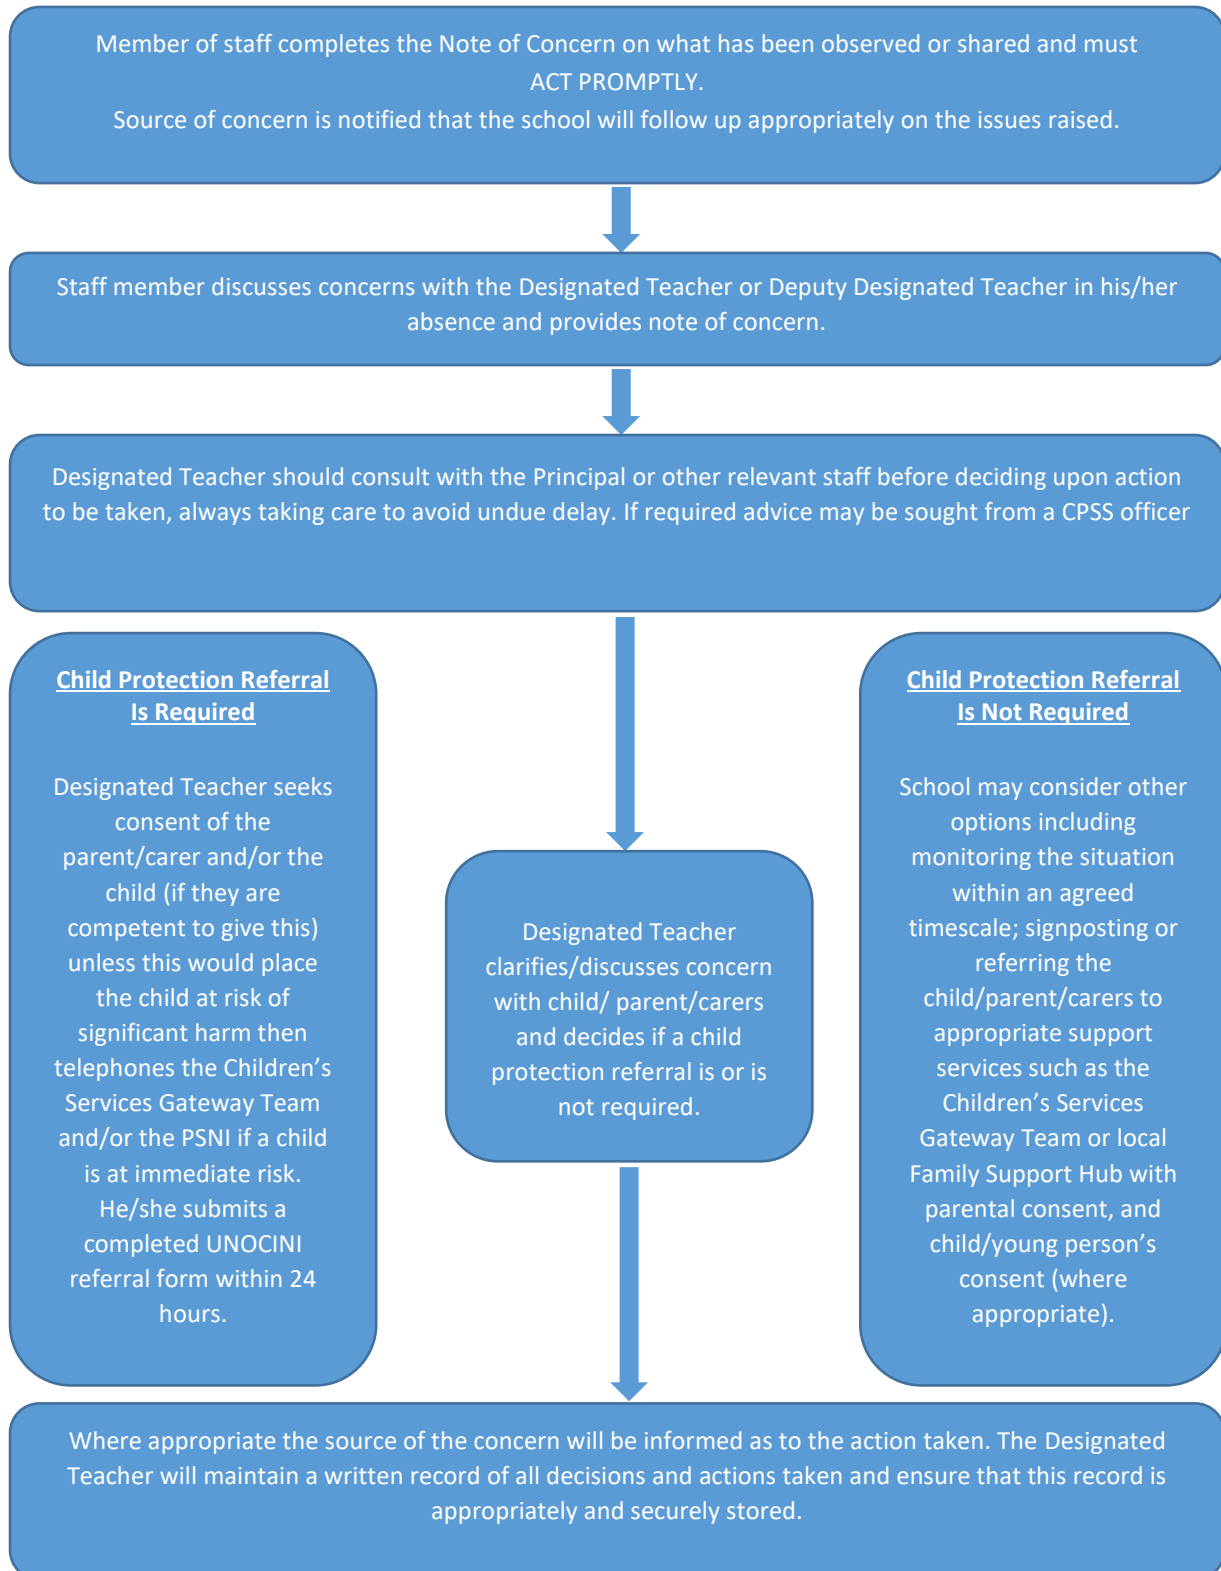 Member of staff completes the Note of Concern on what has been observed or shared and must
ACT PROMPTLY.
Source of concern is notified that the school will follow up appropriately on the issues raised.
Staff member discusses concerns with the Designated Teacher or Deputy Designated Teacher in his/her
absence and provides note of concern.
Designated Teacher should consult with the Principal or other relevant staff before deciding upon action
to be taken, always taking care to avoid undue delay. If required advice may be sought from a CPSS officer
Child Protection Referral
Is Required
Designated Teacher seeks
consent of the
parent/carer and/or the
child (if they are
competent to give this)
unless this would place
the child at risk of
significant harm then
telephones the Children’s
Services Gateway Team
and/or the PSNI if a child
is at immediate risk.
He/she submits a
completed UNOCINI
referral form within 24
hours.
Designated Teacher
clarifies/discusses concern
with child/ parent/carers
and decides if a child
protection referral is or is
not required.
Child Protection Referral
Is Not Required
School may consider other
options including
monitoring the situation
within an agreed
timescale; signposting or
referring the
child/parent/carers to
appropriate support
services such as the
Children’s Services
Gateway Team or local
Family Support Hub with
parental consent, and
child/young person’s
consent (where
appropriate).
Where appropriate the source of the concern will be informed as to the action taken. The Designated
Teacher will maintain a written record of all decisions and actions taken and ensure that this record is
appropriately and securely stored.